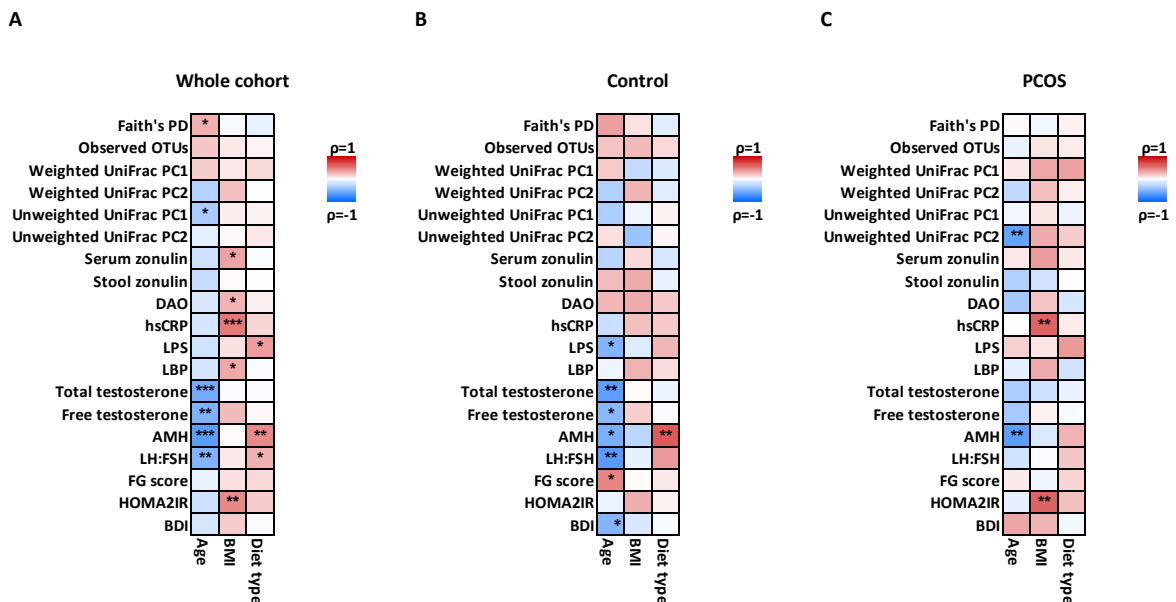 A
B
C
Whole cohort
Control
PCOS
Faith's PD *
Observed OTUs
Weighted UniFrac PC1
Weighted UniFrac PC2
Unweighted UniFrac PC1 *
Unweighted UniFrac PC2
Serum zonulin *
Stool zonulin
DAO *
hsCRP ***
LPS *
LBP *
Total testosterone ***
Free testosterone **
AMH *** **
LH:FSH ** *
FG score
HOMA2IR **
BDI
Age
BMI
Diet type
ρ=1
ρ=-1
Faith's PD
Observed OTUs
Weighted UniFrac PC1
Weighted UniFrac PC2
Unweighted UniFrac PC1
Unweighted UniFrac PC2
Serum zonulin
Stool zonulin
DAO
hsCRP
LPS *
LBP
Total testosterone **
Free testosterone *
AMH * **
LH:FSH **
FG score *
HOMA2IR
BDI *
Age
BMI
Diet type
ρ=1
ρ=-1
Faith's PD
Observed OTUs
Weighted UniFrac PC1
Weighted UniFrac PC2
Unweighted UniFrac PC1
Unweighted UniFrac PC2 **
Serum zonulin
Stool zonulin
DAO
hsCRP **
LPS
LBP
Total testosterone
Free testosterone
AMH **
LH:FSH
FG score
HOMA2IR **
BDI
Age
BMI
Diet type
ρ=1
ρ=-1